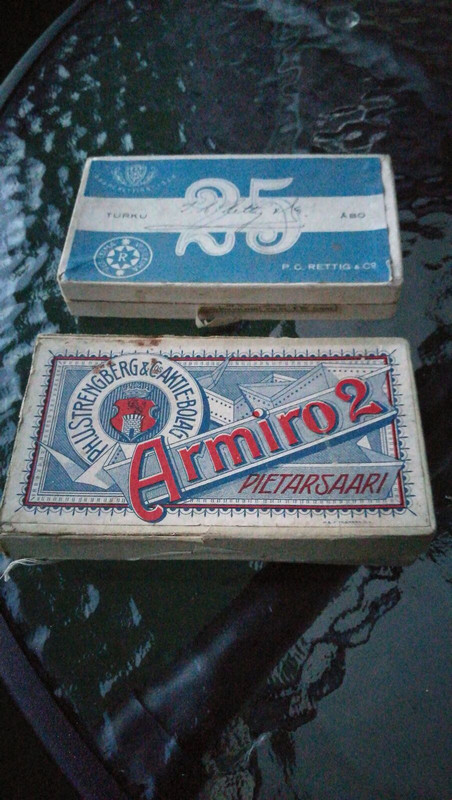 25
TURKU
ÅBO
R
P.C. RETTIG & Co
PH.U.STRENGBERG & Co AKTIE-BOLAG
Armiro 2
PIETARSAARI